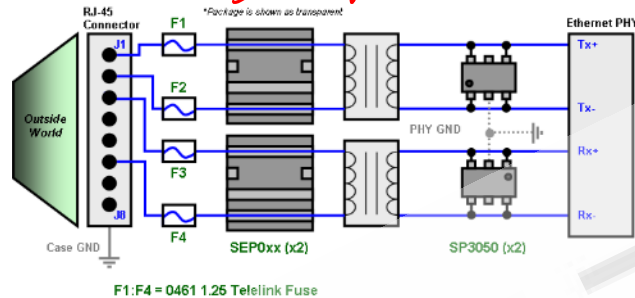 *Package is shown as transparent
RJ-45
Connector
F1
Ethernet PHY
J1
Tx+
F2
Tx-
Outside
World
PHY GND
Rx+
F3
J8
Rx-
F4
Case GND
SEP0xx (x2)
SP3050 (x2)
F1:F4 = 0461 1.25 Telelink Fuse